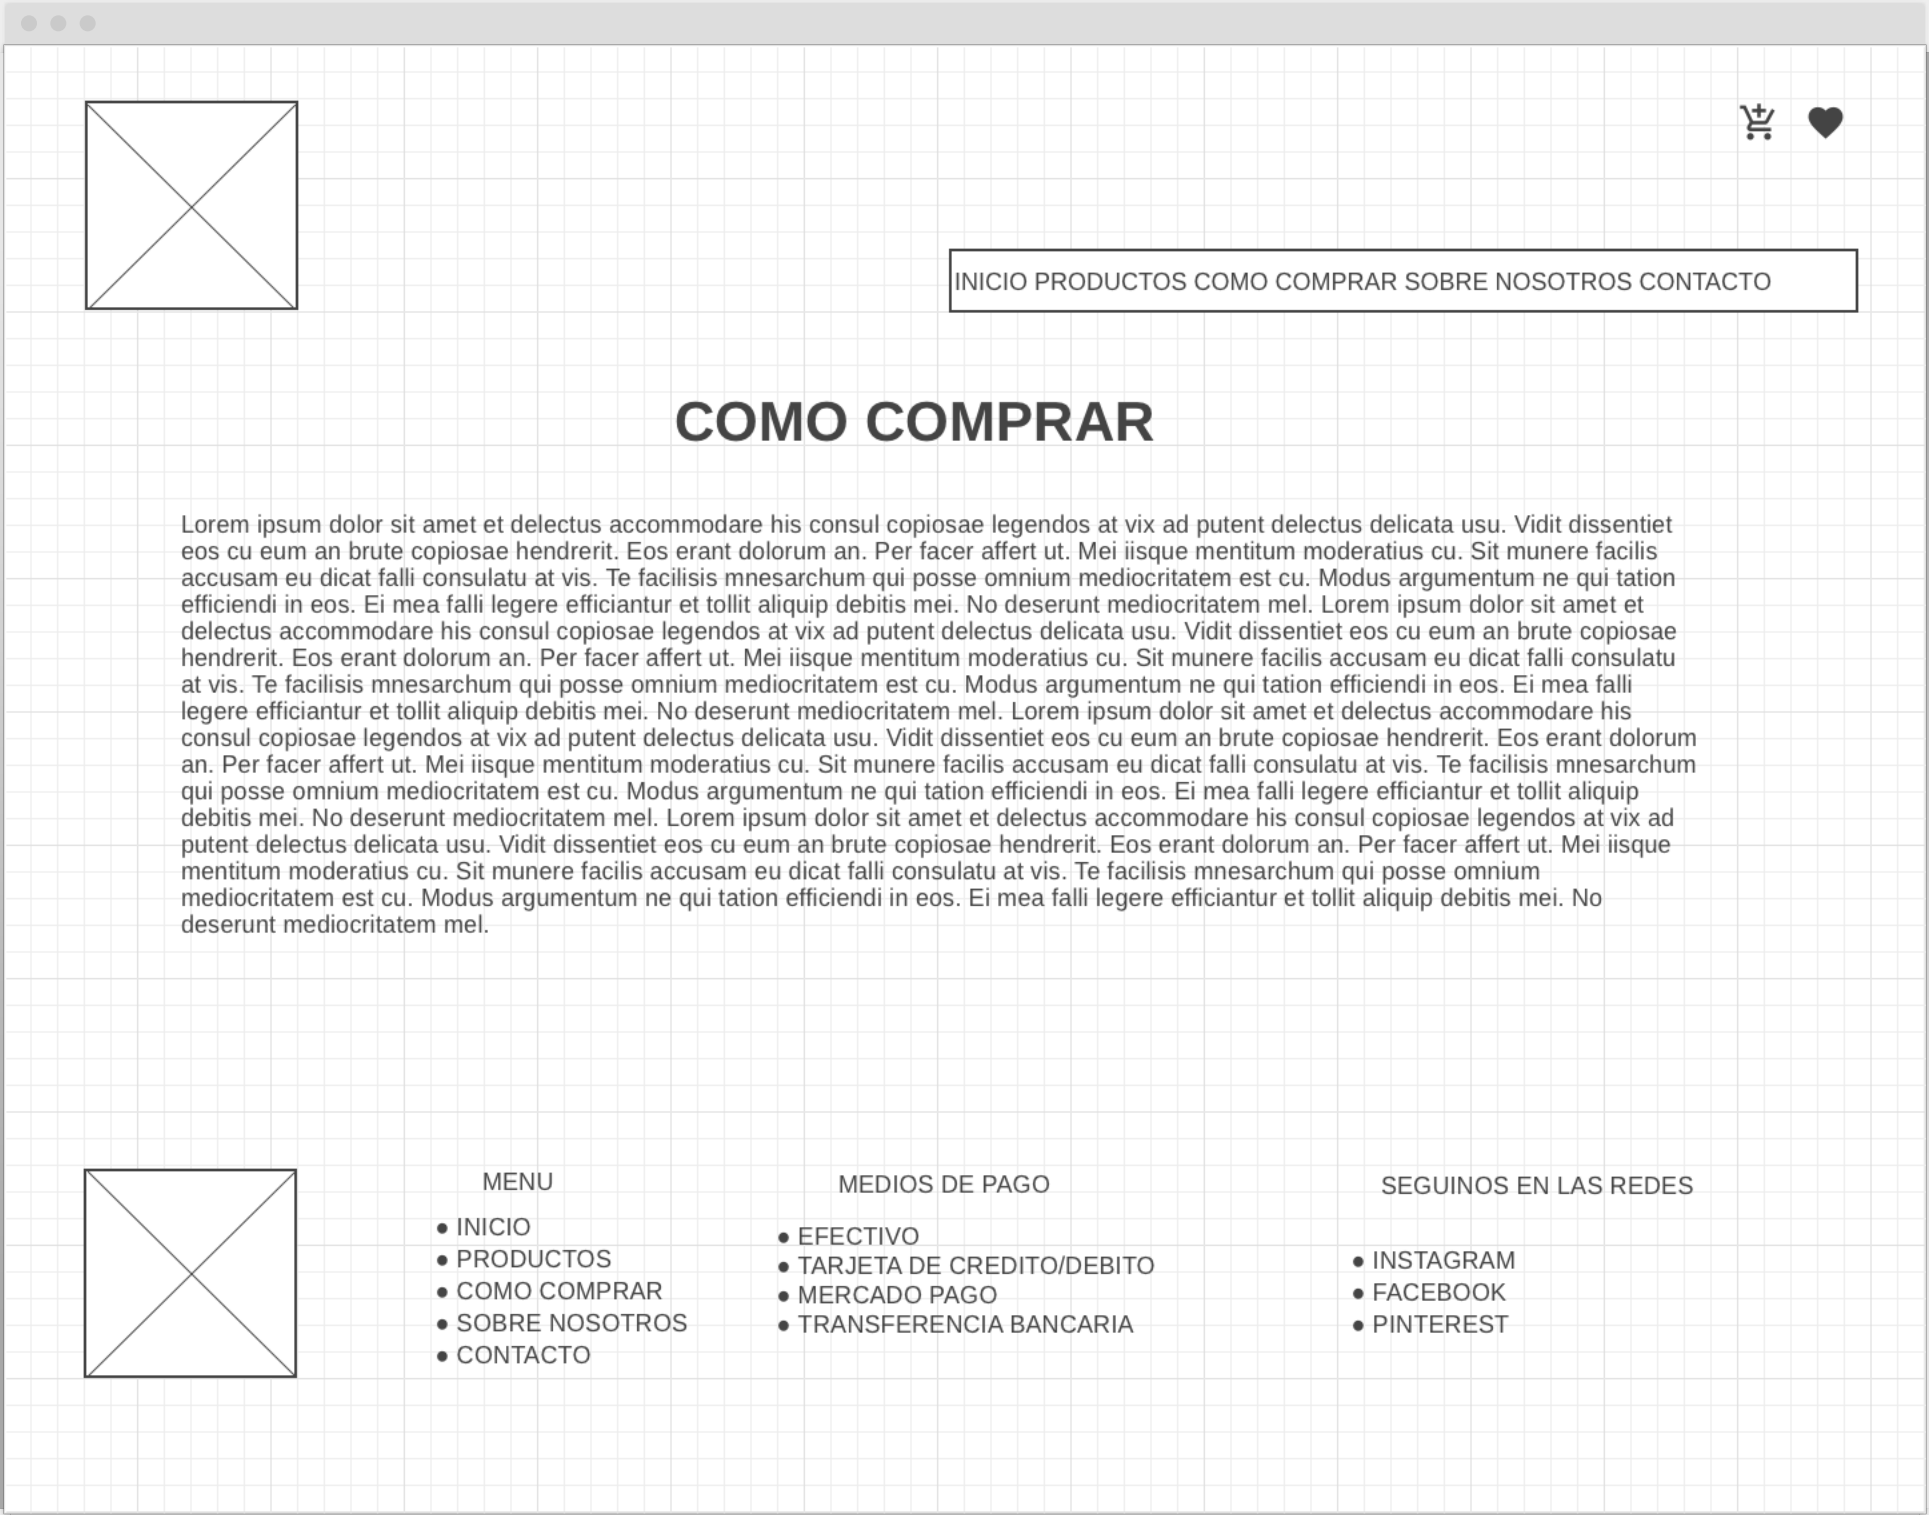 INICIO PRODUCTOS COMO COMPRAR SOBRE NOSOTROS CONTACTO
COMO COMPRAR
Lorem ipsum dolor sit amet et delectus accommodare his consul copiosae legendos at vix ad putent delectus delicata usu. Vidit dissentiet
eos cu eum an brute copiosae hendrerit. Eos erant dolorum an. Per facer affert ut. Mei iisque mentitum moderatius cu. Sit munere facilis
accusam eu dicat falli consulatu at vis. Te facilisis mnesarchum qui posse omnium mediocritatem est cu. Modus argumentum ne qui tation
efficiendi in eos. Ei mea falli legere efficiantur et tollit aliquip debitis mei. No deserunt mediocritatem mel. Lorem ipsum dolor sit amet et
delectus accommodare his consul copiosae legendos at vix ad putent delectus delicata usu. Vidit dissentiet eos cu eum an brute copiosae
hendrerit. Eos erant dolorum an. Per facer affert ut. Mei iisque mentitum moderatius cu. Sit munere facilis accusam eu dicat falli consulatu
at vis. Te facilisis mnesarchum qui posse omnium mediocritatem est cu. Modus argumentum ne qui tation efficiendi in eos. Ei mea falli
legere efficiantur et tollit aliquip debitis mei. No deserunt mediocritatem mel. Lorem ipsum dolor sit amet et delectus accommodare his
consul copiosae legendos at vix ad putent delectus delicata usu. Vidit dissentiet eos cu eum an brute copiosae hendrerit. Eos erant dolorum
an. Per facer affert ut. Mei iisque mentitum moderatius cu. Sit munere facilis accusam eu dicat falli consulatu at vis. Te facilisis mnesarchum
qui posse omnium mediocritatem est cu. Modus argumentum ne qui tation efficiendi in eos. Ei mea falli legere efficiantur et tollit aliquip
debitis mei. No deserunt mediocritatem mel. Lorem ipsum dolor sit amet et delectus accommodare his consul copiosae legendos at vix ad
putent delectus delicata usu. Vidit dissentiet eos cu eum an brute copiosae hendrerit. Eos erant dolorum an. Per facer affert ut. Mei iisque
mentitum moderatius cu. Sit munere facilis accusam eu dicat falli consulatu at vis. Te facilisis mnesarchum qui posse omnium
mediocritatem est cu. Modus argumentum ne qui tation efficiendi in eos. Ei mea falli legere efficiantur et tollit aliquip debitis mei. No
deserunt mediocritatem mel.
MENU
● INICIO
● PRODUCTOS
● COMO COMPRAR
● SOBRE NOSOTROS
● CONTACTO
MEDIOS DE PAGO
● EFECTIVO
● TARJETA DE CREDITO/DEBITO
● MERCADO PAGO
● TRANSFERENCIA BANCARIA
SEGUINOS EN LAS REDES
● INSTAGRAM
● FACEBOOK
● PINTEREST